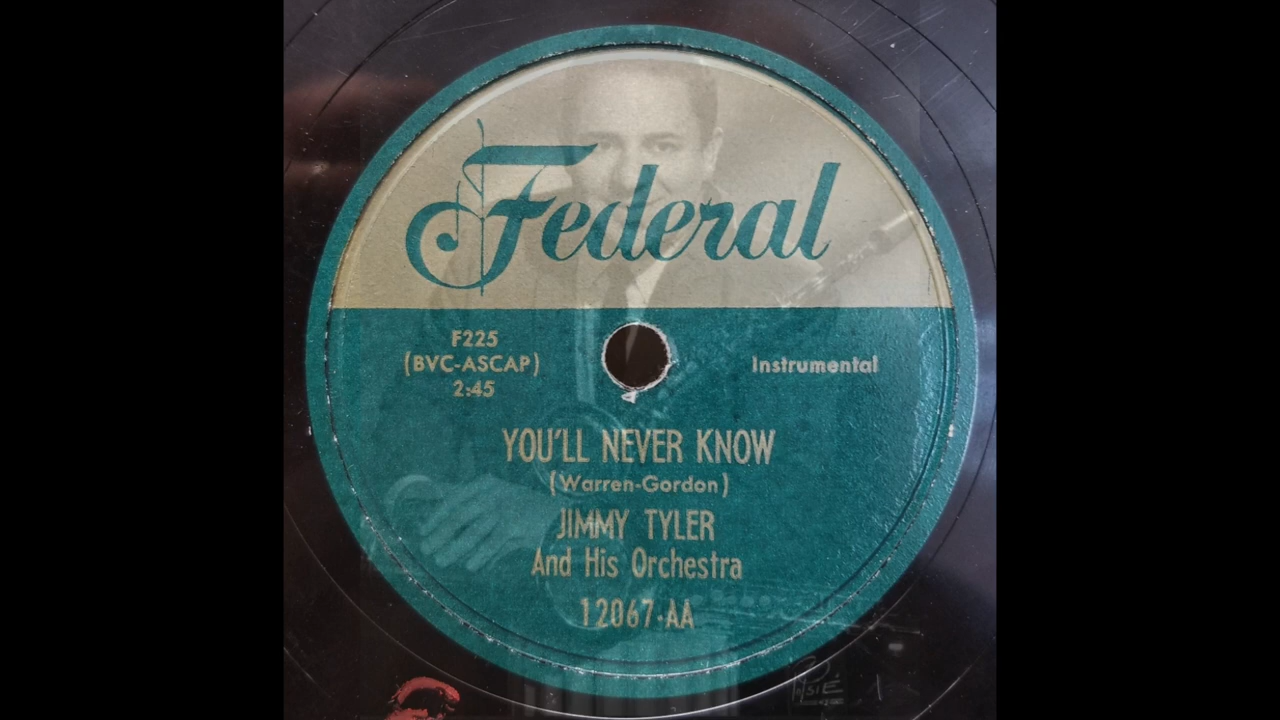 Federal
F225
(BVC-ASCAP)
2:45
Instrumental
YOU'LL NEVER KNOW
(Warren-Gordon)
JIMMY TYLER
And His Orchestra
12067-AA